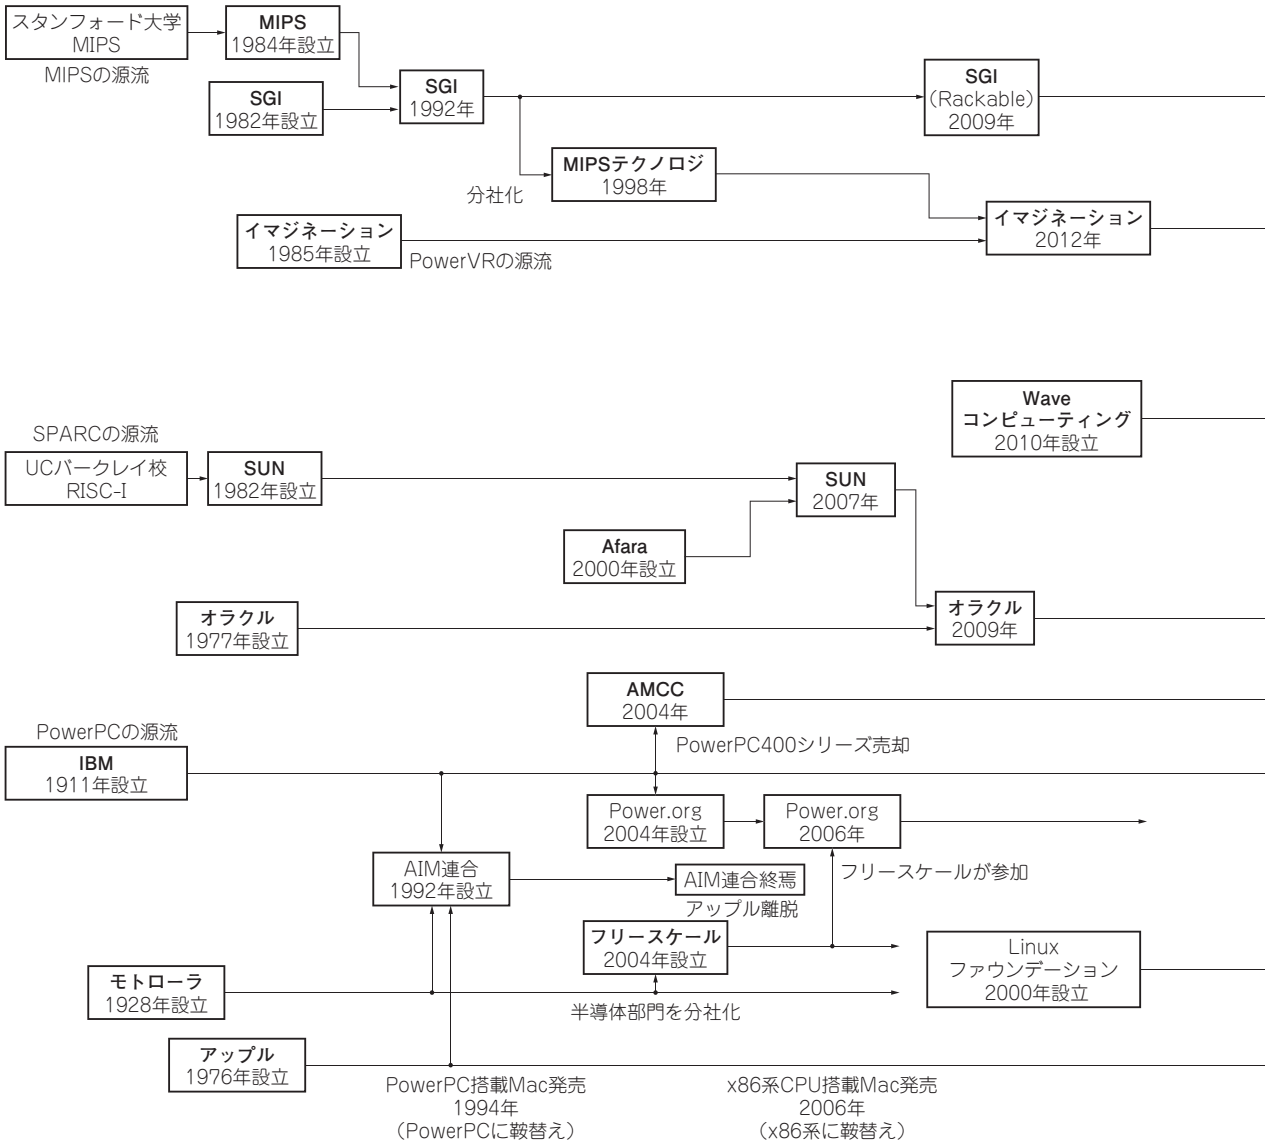 スタンフォード大学
MIPS
MIPSの源流
MIPS
1984年設立
SGI
1982年設立
SGI
1992年
SGI
（Rackable）
2009年
分社化
MIPSテクノロジ
1998年
イマジネーション
1985年設立
PowerVRの源流
イマジネーション
2012年
Wave
コンピューティング
2010年設立
SPARCの源流
UCバークレイ校
RISC-I
SUN
1982年設立
SUN
2007年
Afara
2000年設立
オラクル
1977年設立
オラクル
2009年
AMCC
2004年
PowerPC400シリーズ売却
PowerPCの源流
IBM
1911年設立
Power.org
2004年設立
Power.org
2006年
フリースケールが参加
AIM連合
1992年設立
AIM連合終焉
アップル離脱
フリースケール
2004年設立
Linux
ファウンデーション
2000年設立
モトローラ
1928年設立
半導体部門を分社化
アップル
1976年設立
PowerPC搭載Mac発売
1994年
（PowerPCに鞍替え）
x86系CPU搭載Mac発売
2006年
（x86系に鞍替え）